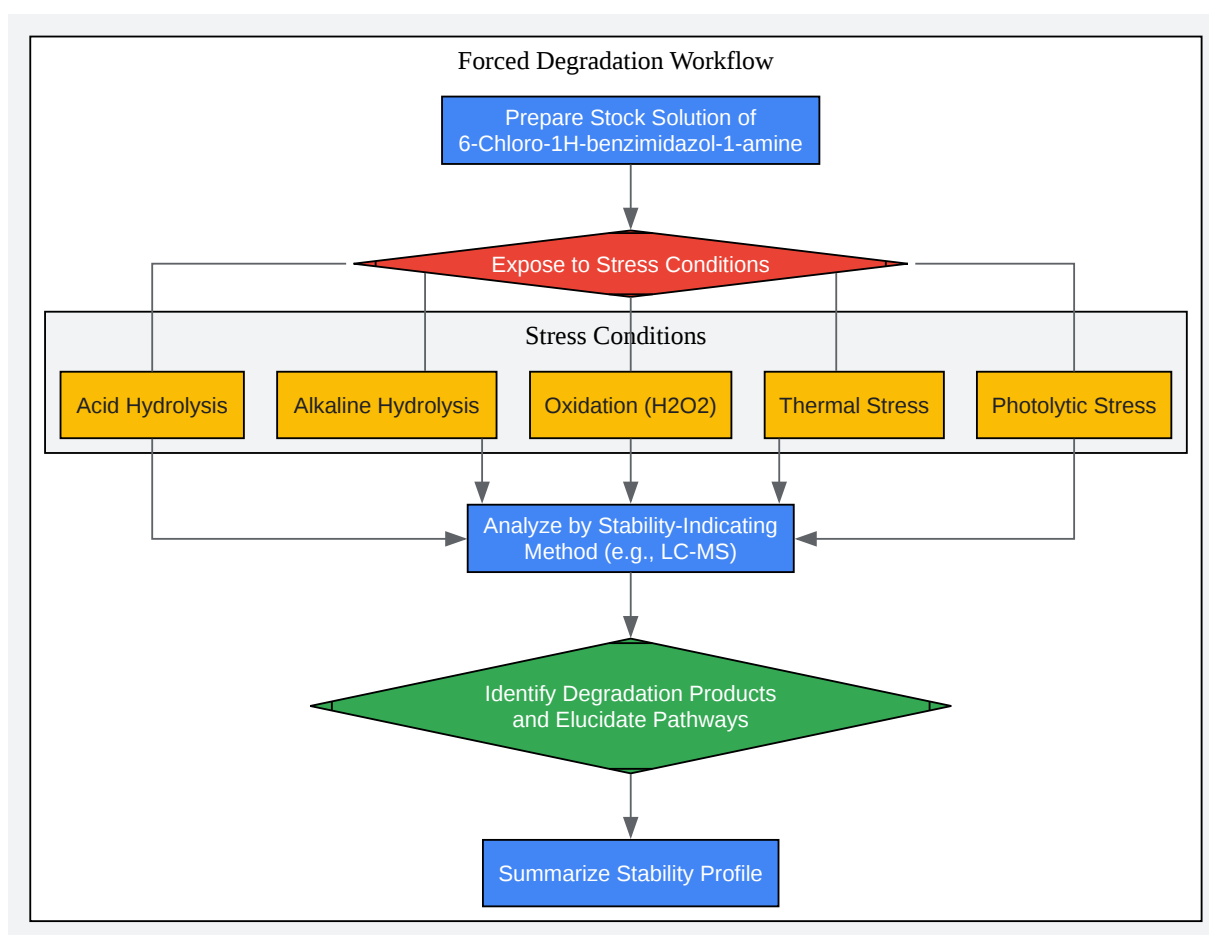 Forced Degradation Workflow
Prepare Stock Solution of
6-Chloro-1H-benzimidazol-1-amine
Expose to Stress Conditions
Stress Conditions
Acid Hydrolysis
Alkaline Hydrolysis
Oxidation (H2O2)
Thermal Stress
Photolytic Stress
Analyze by Stability-Indicating
Method (e.g., LC-MS)
Identify Degradation Products
and Elucidate Pathways
Summarize Stability Profile